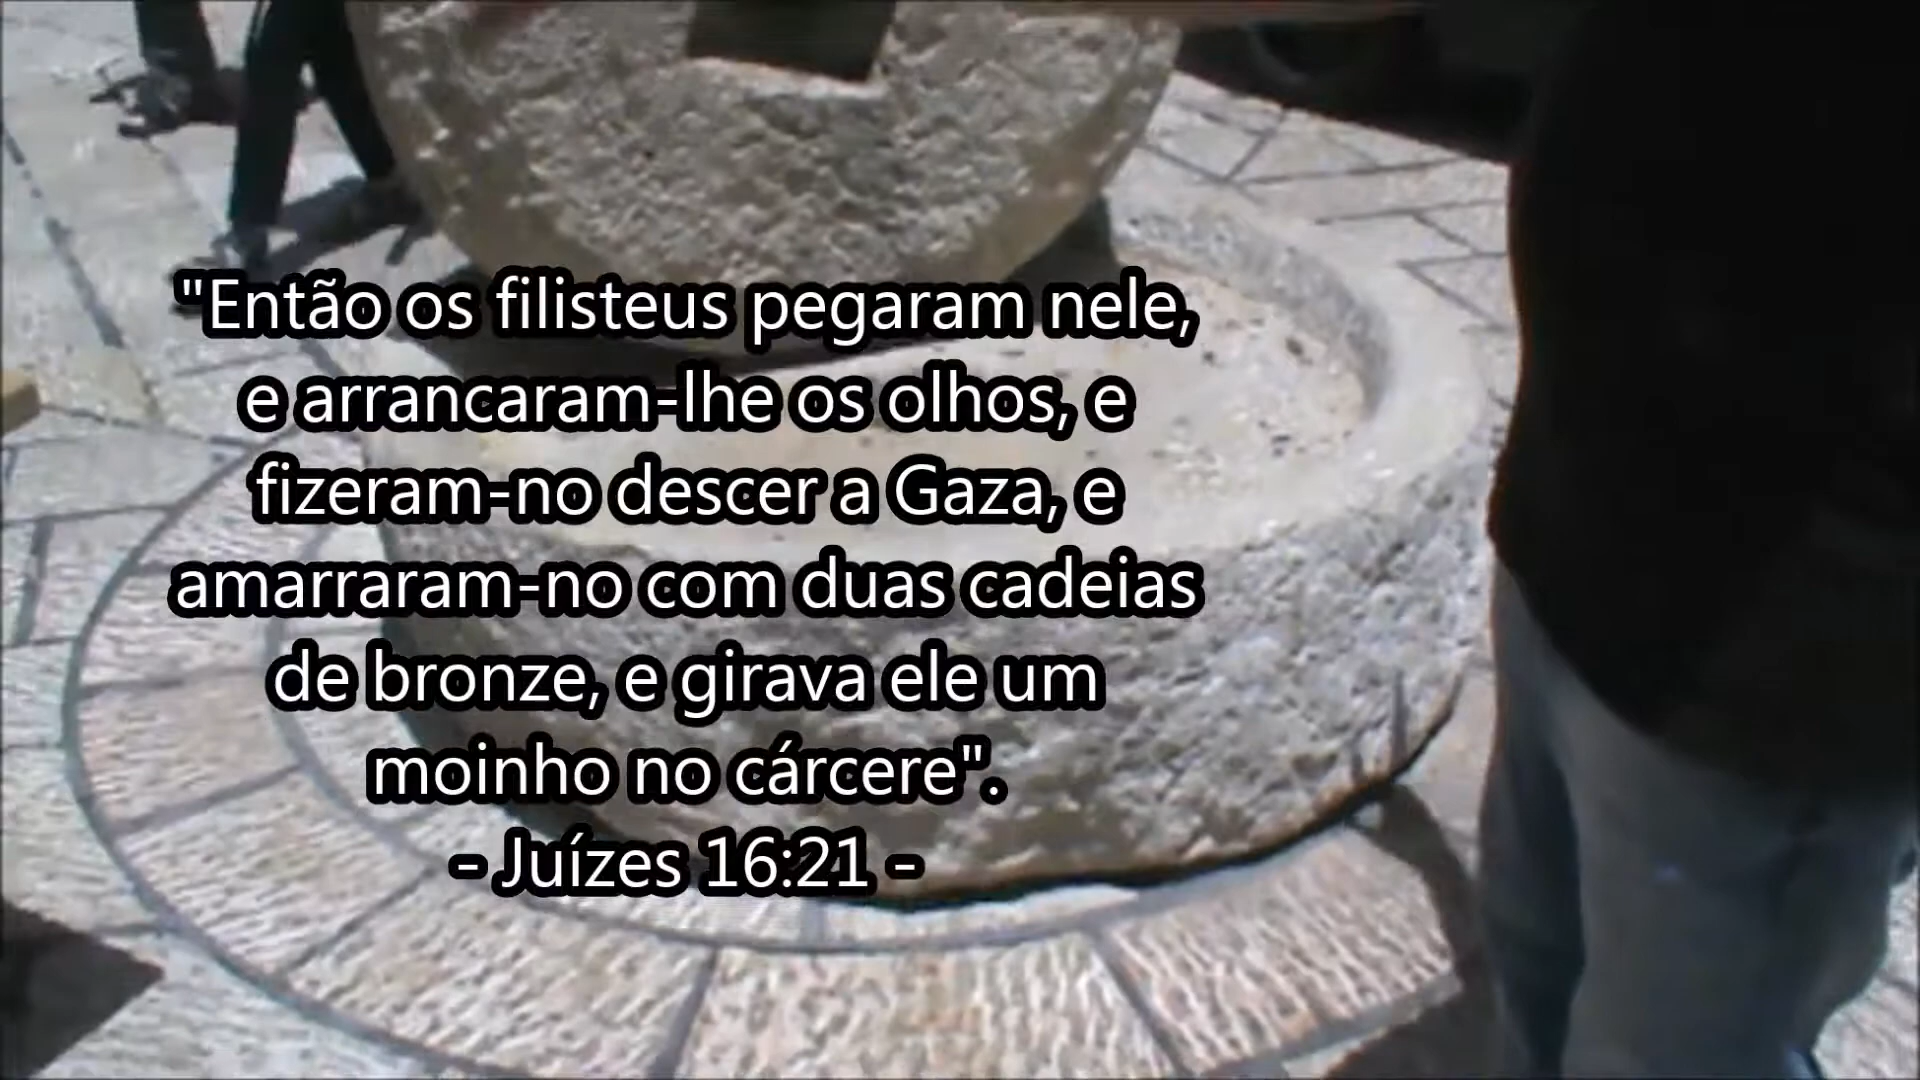 "Então os filisteus pegaram nele,
e arrancaram-lhe os olhos, e
fizeram-no descer a Gaza, e
amarraram-no com duas cadeias
de bronze, e girava ele um
moinho no cárcere".
- Juízes 16:21 -